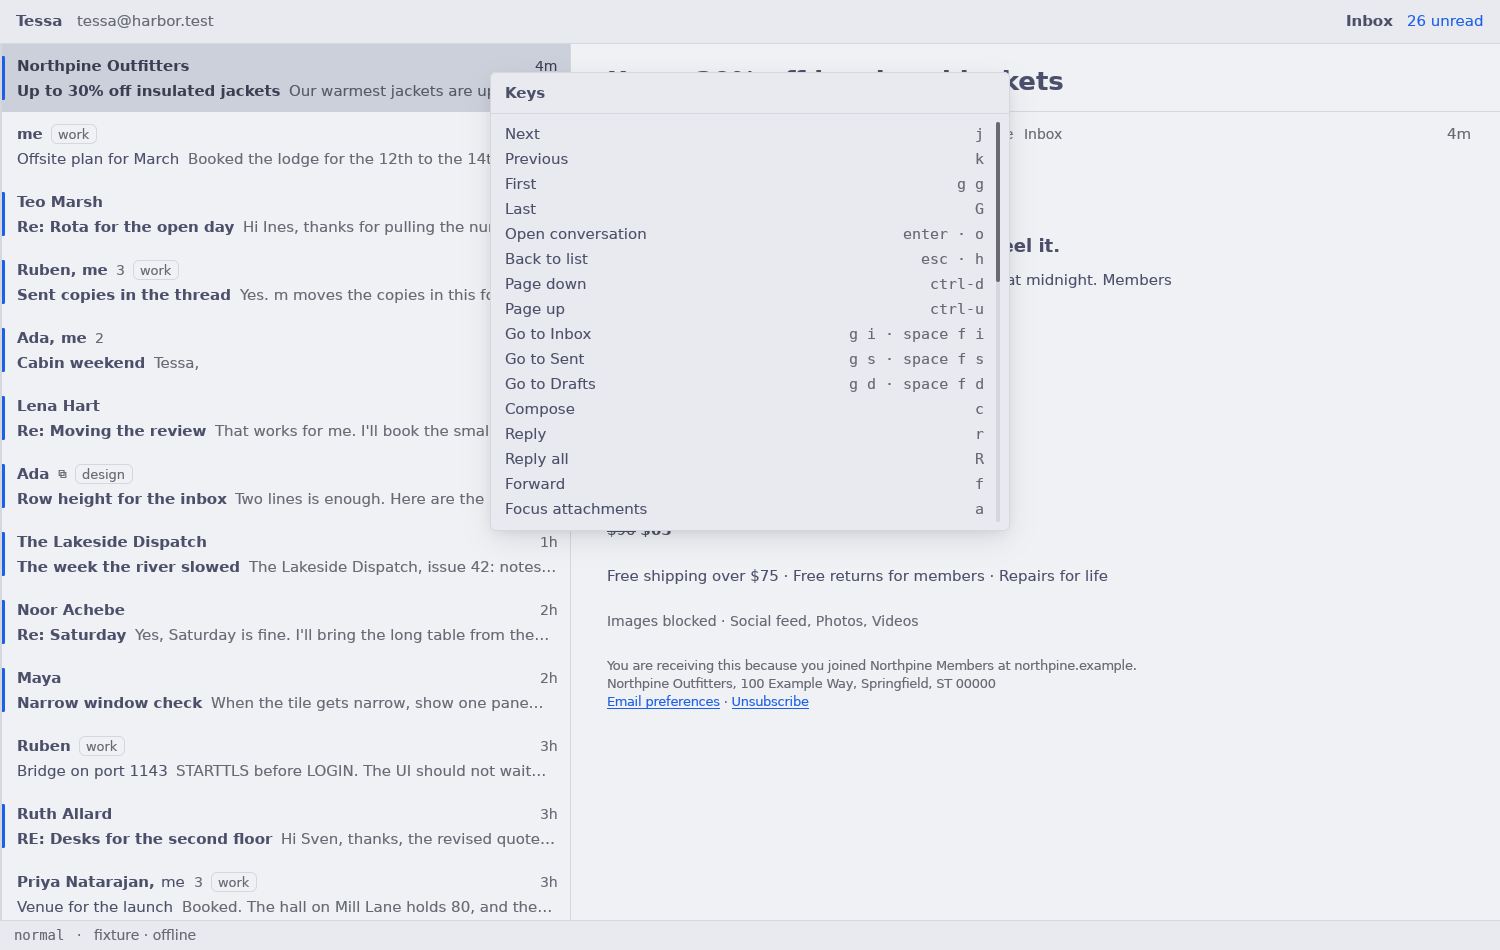 Tessa tessa@harbor.test
Inbox 26 unread
Northpine Outfitters 4m
Up to 30% off insulated jackets Our warmest jackets are
me work
Offsite plan for March Booked the lodge for the 12th to the
Teo Marsh
Re: Rota for the open day Hi Ines, thanks for pulling the
Ruben, me 3 work
Sent copies in the thread Yes. m moves the copies in this
Ada, me 2
Cabin weekend Tessa,
Lena Hart
Re: Moving the review That works for me. I'll book the
Ada design
Row height for the inbox Two lines is enough. Here are the
The Lakeside Dispatch 1h
The week the river slowed The Lakeside Dispatch, issue 42: notes…
Noor Achebe 2h
Re: Saturday Yes, Saturday is fine. I'll bring the long table from the…
Maya 2h
Narrow window check When the tile gets narrow, show one pane…
Ruben work 3h
Bridge on port 1143 STARTTLS before LOGIN. The UI should not wait…
Ruth Allard 3h
RE: Desks for the second floor Hi Sven, thanks, the revised quote…
Priya Natarajan, me 3 work 3h
Venue for the launch Booked. The hall on Mill Lane holds 80, and the…
Keys
Next j
Previous k
First g g
Last G
Open conversation enter · o
Back to list esc · h
Page down ctrl-d
Page up ctrl-u
Go to Inbox g i · space f i
Go to Sent g s · space f s
Go to Drafts g d · space f d
Compose c
Reply r
Reply all R
Forward f
Focus attachments a
Inbox 4m
it.
at midnight. Members
Free shipping over $75 · Free returns for members · Repairs for life
Images blocked · Social feed, Photos, Videos
You are receiving this because you joined Northpine Members at northpine.example.
Northpine Outfitters, 100 Example Way, Springfield, ST 00000
Email preferences · Unsubscribe
normal · fixture · offline